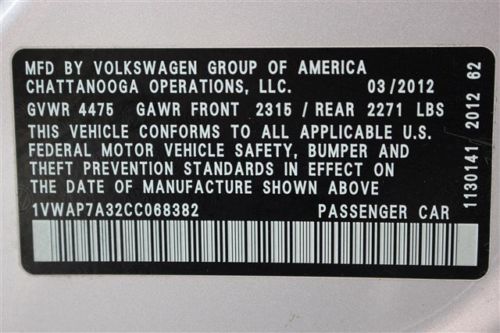 MFD BY VOLKSWAGEN GROUP OF AMERICA
CHATTANOOGA OPERATIONS, LLC. 03/2012
GVWR 4475 GAWR FRONT 2315 / REAR 2271 LBS
THIS VEHICLE CONFORMS TO ALL APPLICABLE U.S.
FEDERAL MOTOR VEHICLE SAFETY, BUMPER AND
THEFT PREVENTION STANDARDS IN EFFECT ON
THE DATE OF MANUFACTURE SHOWN ABOVE
1VWAP7A32CC068382 PASSENGER CAR
1130141 2012 62